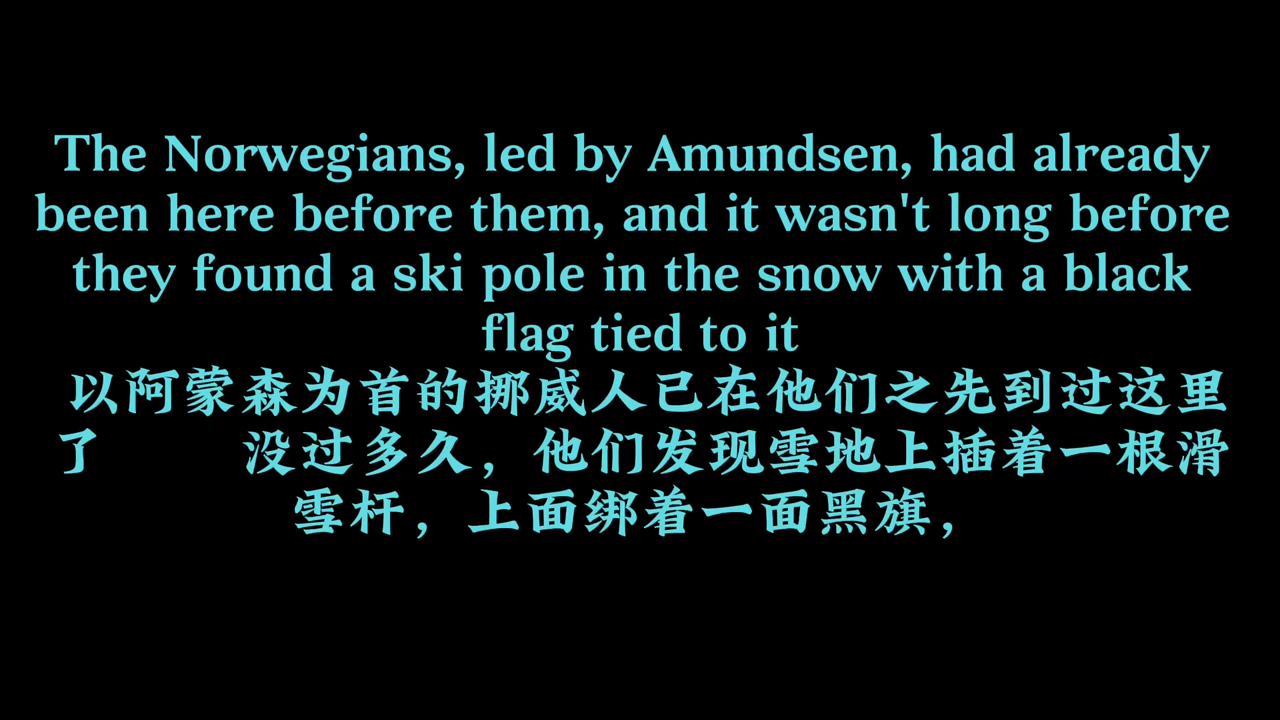 The Norwegians, led by Amundsen, had already
been here before them, and it wasn't long before
they found a ski pole in the snow with a black
flag tied to it
以阿蒙森为首的挪威人已在他们之先到过这里
了　　没过多久，他们发现雪地上插着一根滑
雪杆，上面绑着一面黑旗，